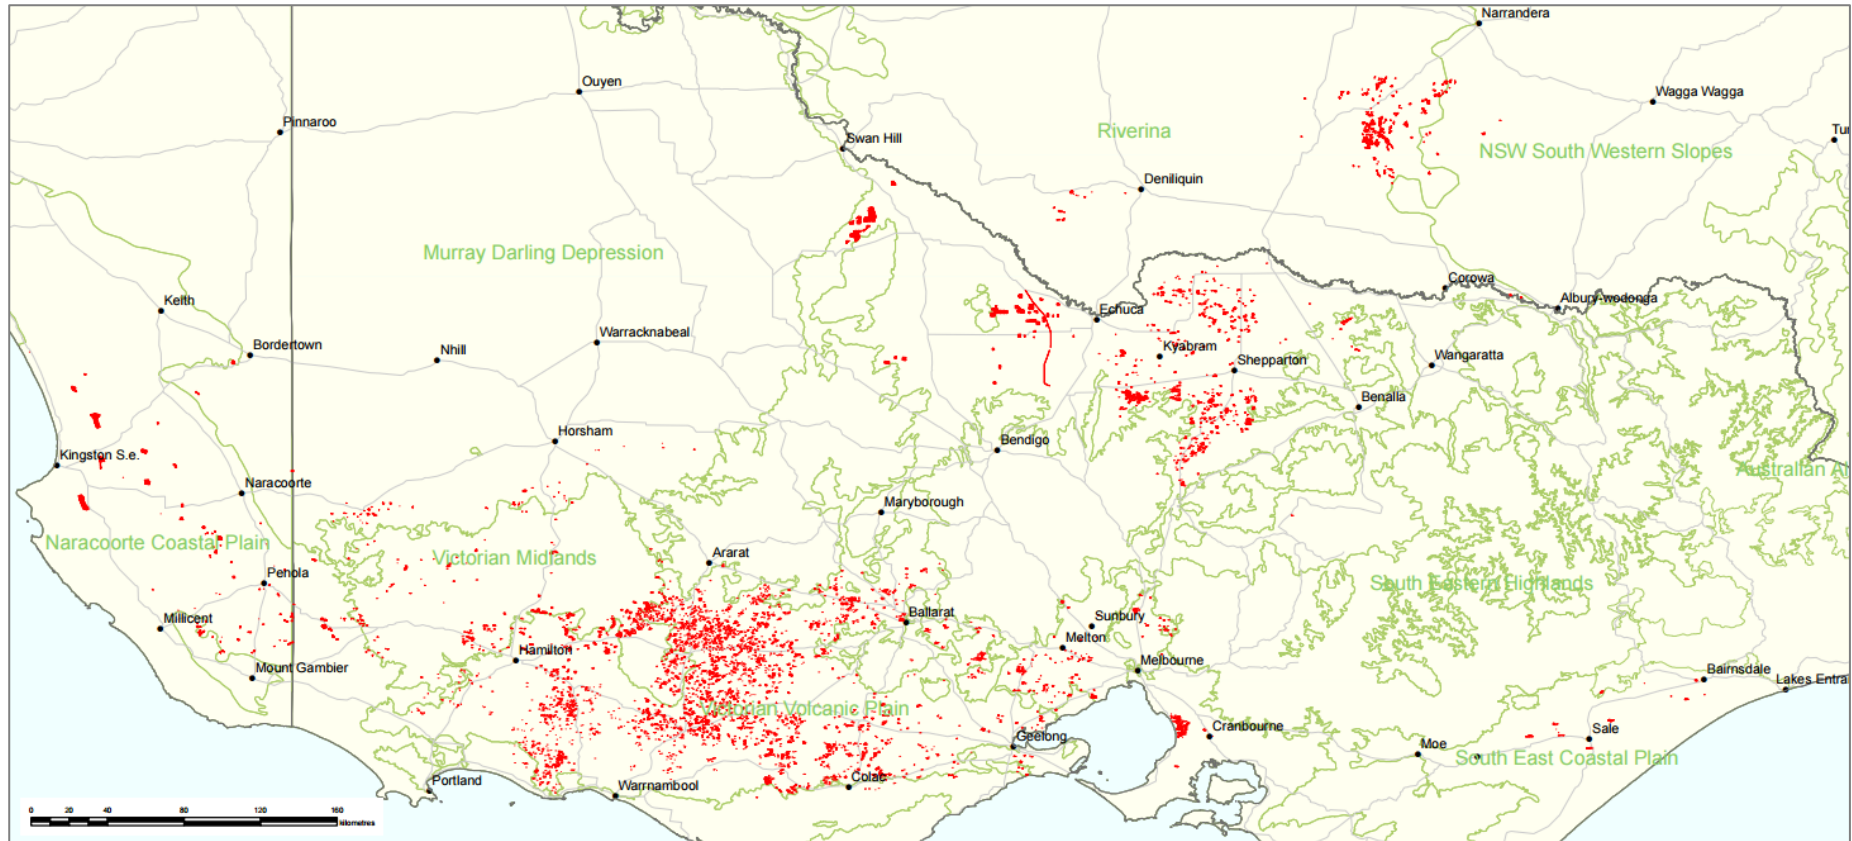 Narrandera
Ouyen
Wagga Wagga
Pinnaroo
Riverina
Swan Hill
NSW South Western Slopes
Deniliquin
Murray Darling Depression
Corowa
Keith
Albury-wodonga
Echuca
Warracknabeal
Bordertown
Nhill
Kyabram
Shepparton
Wangaratta
Benalla
Horsham
Bendigo
Kingston S.e.
Australian A
Naracoorte
Maryborough
Naracoorte Coastal Plain
Victorian Midlands
Ararat
Pehola
South Eastern Highlands
Millicent
Ballarat
Sunbury
Melton
Hamilton
Mount Gambier
Melbourne
Bairnsdale
Lakes Entra
Victorian Volcanic Plain
Cranbourne
Sale
Geelong
Moe
South East Coastal Plain
Portland
Warrnambool
Colac
0 20 40 80 120 160
kilometres